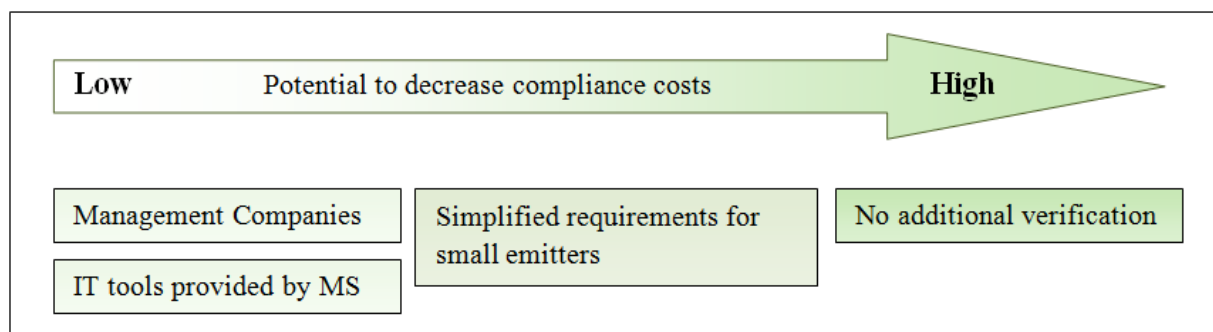 Low Potential to decrease compliance costs High
Management Companies
IT tools provided by MS
Simplified requirements for
small emitters
No additional verification